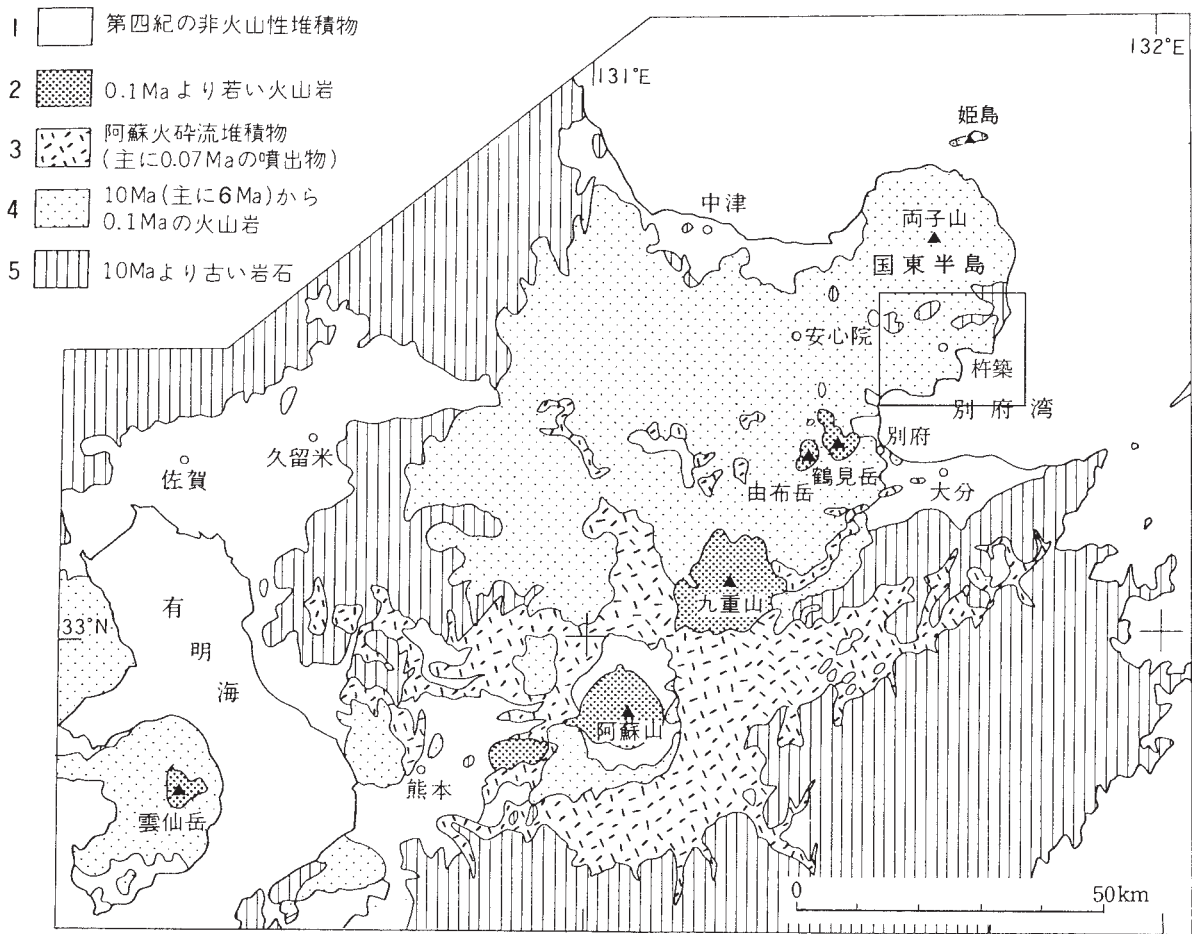 1 第四紀の非火山性堆積物
2 0.1Maより若い火山岩
3 阿蘇火砕流堆積物
(主に0.07Maの噴出物)
4 10Ma(主に6Ma)から
0.1Maの火山岩
5 10Maより古い岩石
131°E
132°E
姫島
中津
両子山
国東半島
安心院
杵築
別府湾
別府
久留米
佐賀
鶴見岳
由布岳
大分
九重山
有
明
海
33°N
阿蘇山
熊本
雲仙岳
0
50km